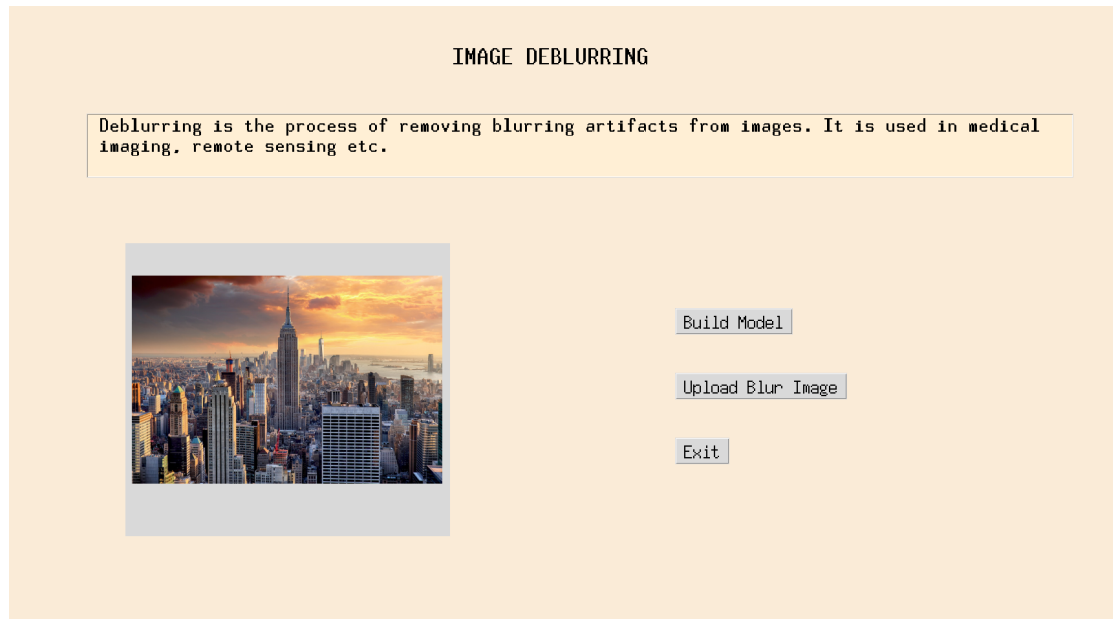 IMAGE DEBLURRING
Deblurring is the process of removing blurring artifacts from images. It is used in medical
imaging, remote sensing etc.
Build Model
Upload Blur Image
Exit